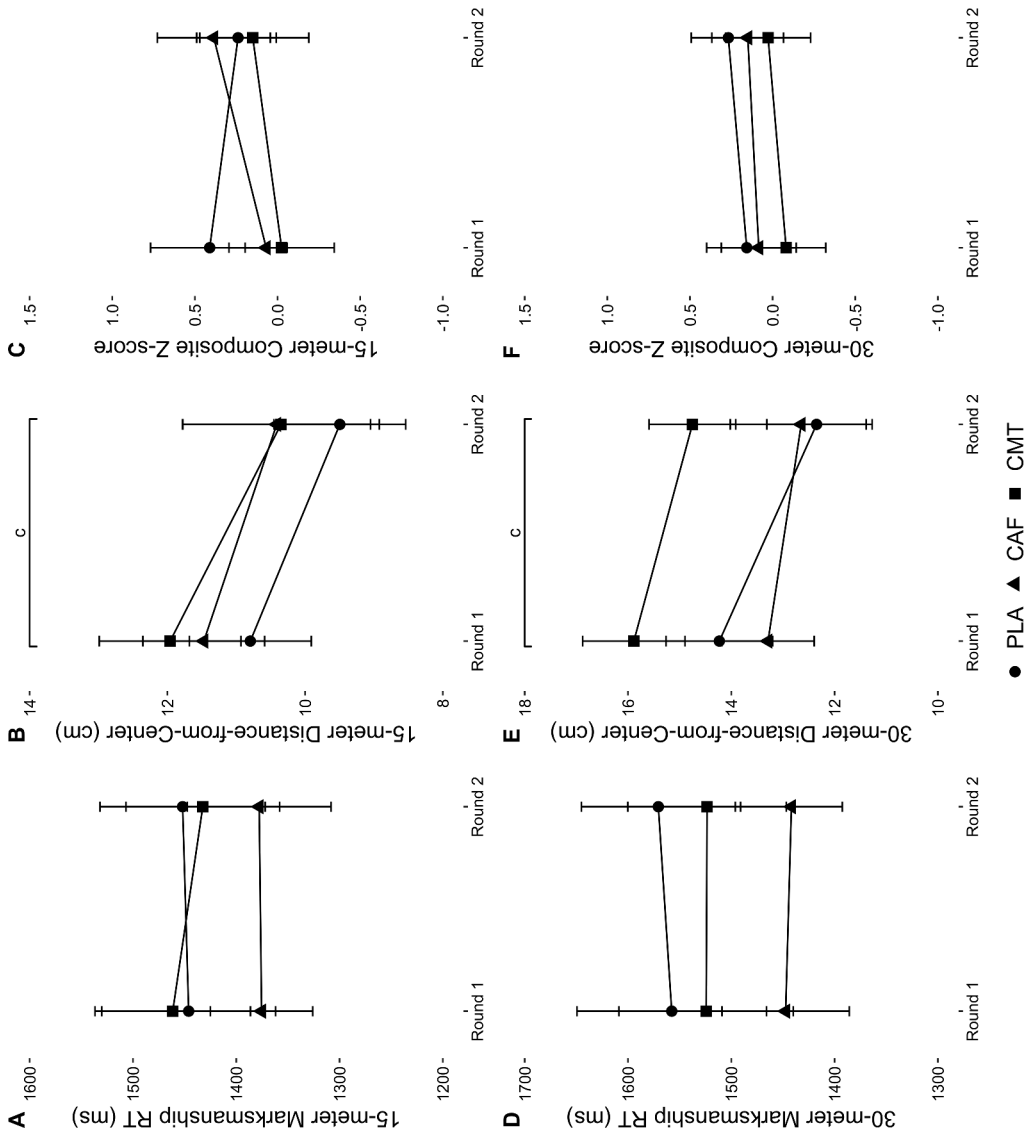 A
15-meter Marksmanship RT (ms)
1600
1500
1400
1300
1200
Round 1
Round 2
B
15-meter Distance-from-Center (cm)
14
12
10
8
c
Round 1
Round 2
C
15-meter Composite Z-score
1.5
1.0
0.5
0.0
-0.5
-1.0
Round 1
Round 2
D
30-meter Marksmanship RT (ms)
1700
1600
1500
1400
1300
Round 1
Round 2
E
30-meter Distance-from-Center (cm)
18
16
14
12
10
c
Round 1
Round 2
F
30-meter Composite Z-score
1.5
1.0
0.5
0.0
-0.5
-1.0
Round 1
Round 2
PLA CAF CMT